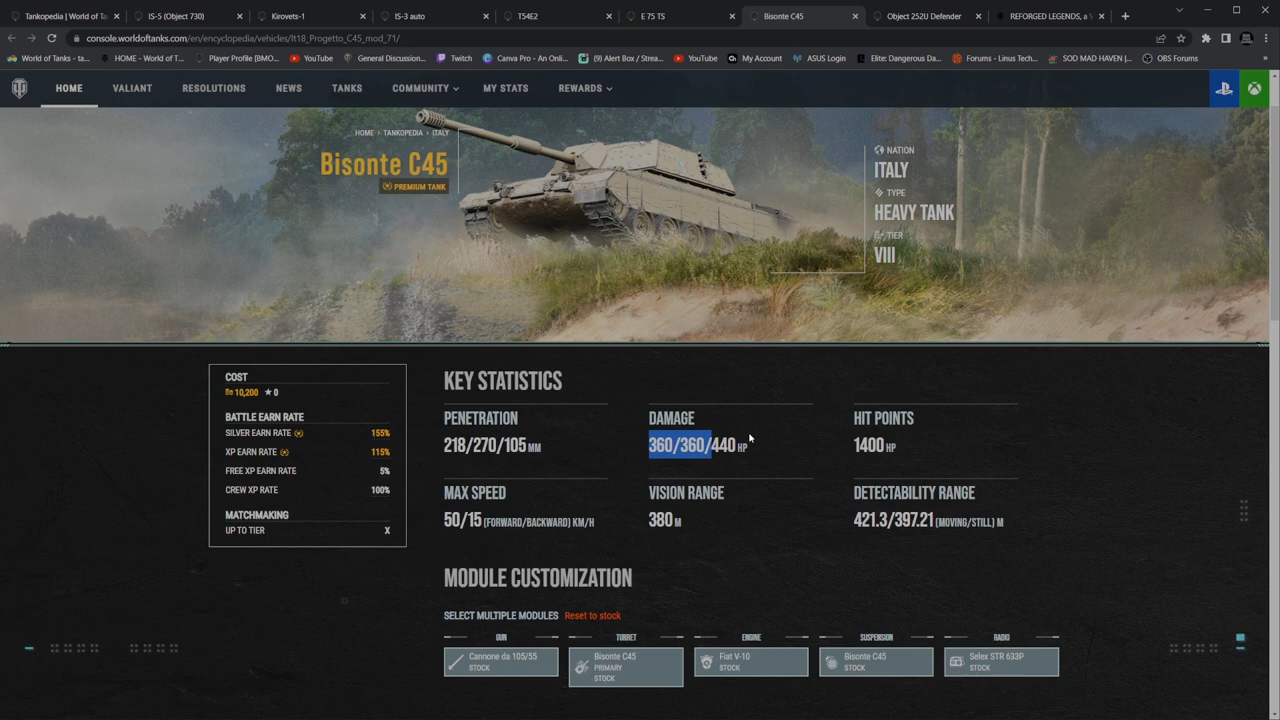 Tankopedia | World of Ta
IS-5 (Object 730)
Kirovets-1
IS-3 auto
T54E2
E 75 TS
Bisonte C45
Object 252U Defender
REFORGED LEGENDS, a W
console.worldoftanks.com/en/encyclopedia/vehicles/It18_Progetto_C45_mod_71/
World of Tanks - ta...
HOME - World of T...
Player Profile [BMO...
YouTube
General Discussion...
Twitch
Canva Pro - An Onli...
(9) Alert Box / Strea...
YouTube
My Account
ASUS Login
Elite: Dangerous Da...
Forums - Linus Tech...
SOD MAD HAVEN |...
OBS Forums
HOME
VALIANT
RESOLUTIONS
NEWS
TANKS
COMMUNITY
MY STATS
REWARDS
HOME › TANKOPEDIA › ITALY
Bisonte C45
PREMIUM TANK
NATION
ITALY
TYPE
HEAVY TANK
TIER
VIII
COST
10,200 ★ 0
BATTLE EARN RATE
SILVER EARN RATE 155%
XP EARN RATE 115%
FREE XP EARN RATE 5%
CREW XP RATE 100%
MATCHMAKING
UP TO TIER X
KEY STATISTICS
PENETRATION
218/270/105 MM
DAMAGE
360/360/440 HP
HIT POINTS
1400 HP
MAX SPEED
50/15 (FORWARD/BACKWARD) KM/H
VISION RANGE
380 M
DETECTABILITY RANGE
421.3/397.21 (MOVING/STILL) M
MODULE CUSTOMIZATION
SELECT MULTIPLE MODULES Reset to stock
GUN
Cannone da 105/55
STOCK
TURRET
Bisonte C45
PRIMARY
STOCK
ENGINE
Fiat V-10
STOCK
SUSPENSION
Bisonte C45
STOCK
RADIO
Selex STR 633P
STOCK